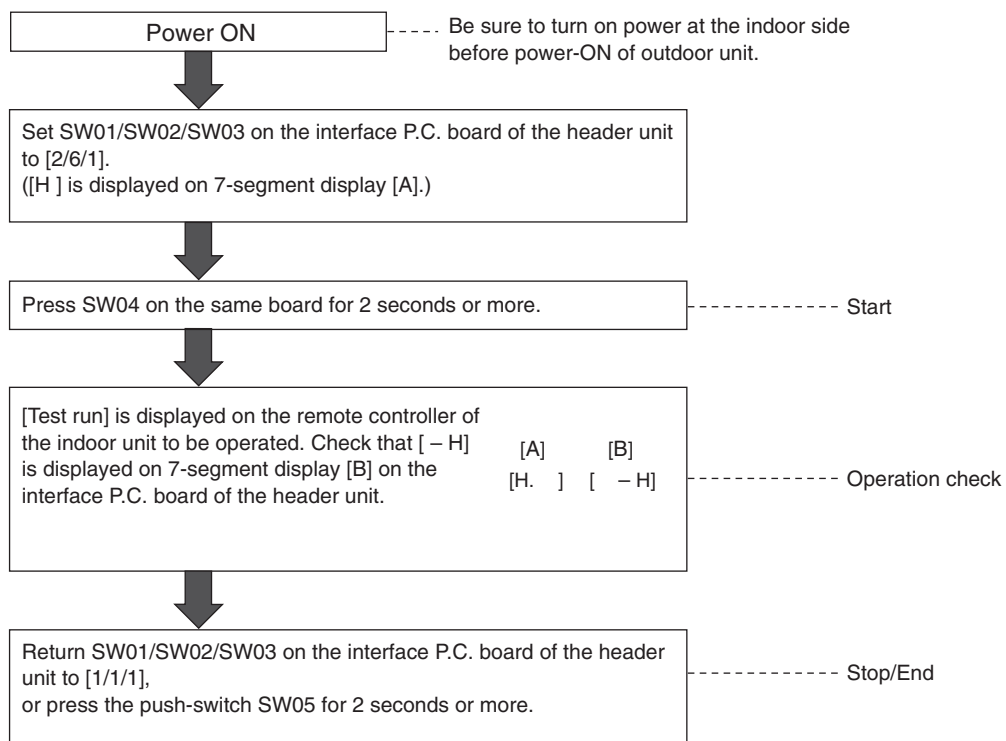 Power ON
Be sure to turn on power at the indoor side
before power-ON of outdoor unit.
Set SW01/SW02/SW03 on the interface P.C. board of the header unit
to [2/6/1].
([H ] is displayed on 7-segment display [A].)
Press SW04 on the same board for 2 seconds or more.
Start
[Test run] is displayed on the remote controller of
the indoor unit to be operated. Check that [ – H]
is displayed on 7-segment display [B] on the
interface P.C. board of the header unit.
[A] [B]
[H. ] [ – H]
Operation check
Return SW01/SW02/SW03 on the interface P.C. board of the header
unit to [1/1/1],
or press the push-switch SW05 for 2 seconds or more.
Stop/End